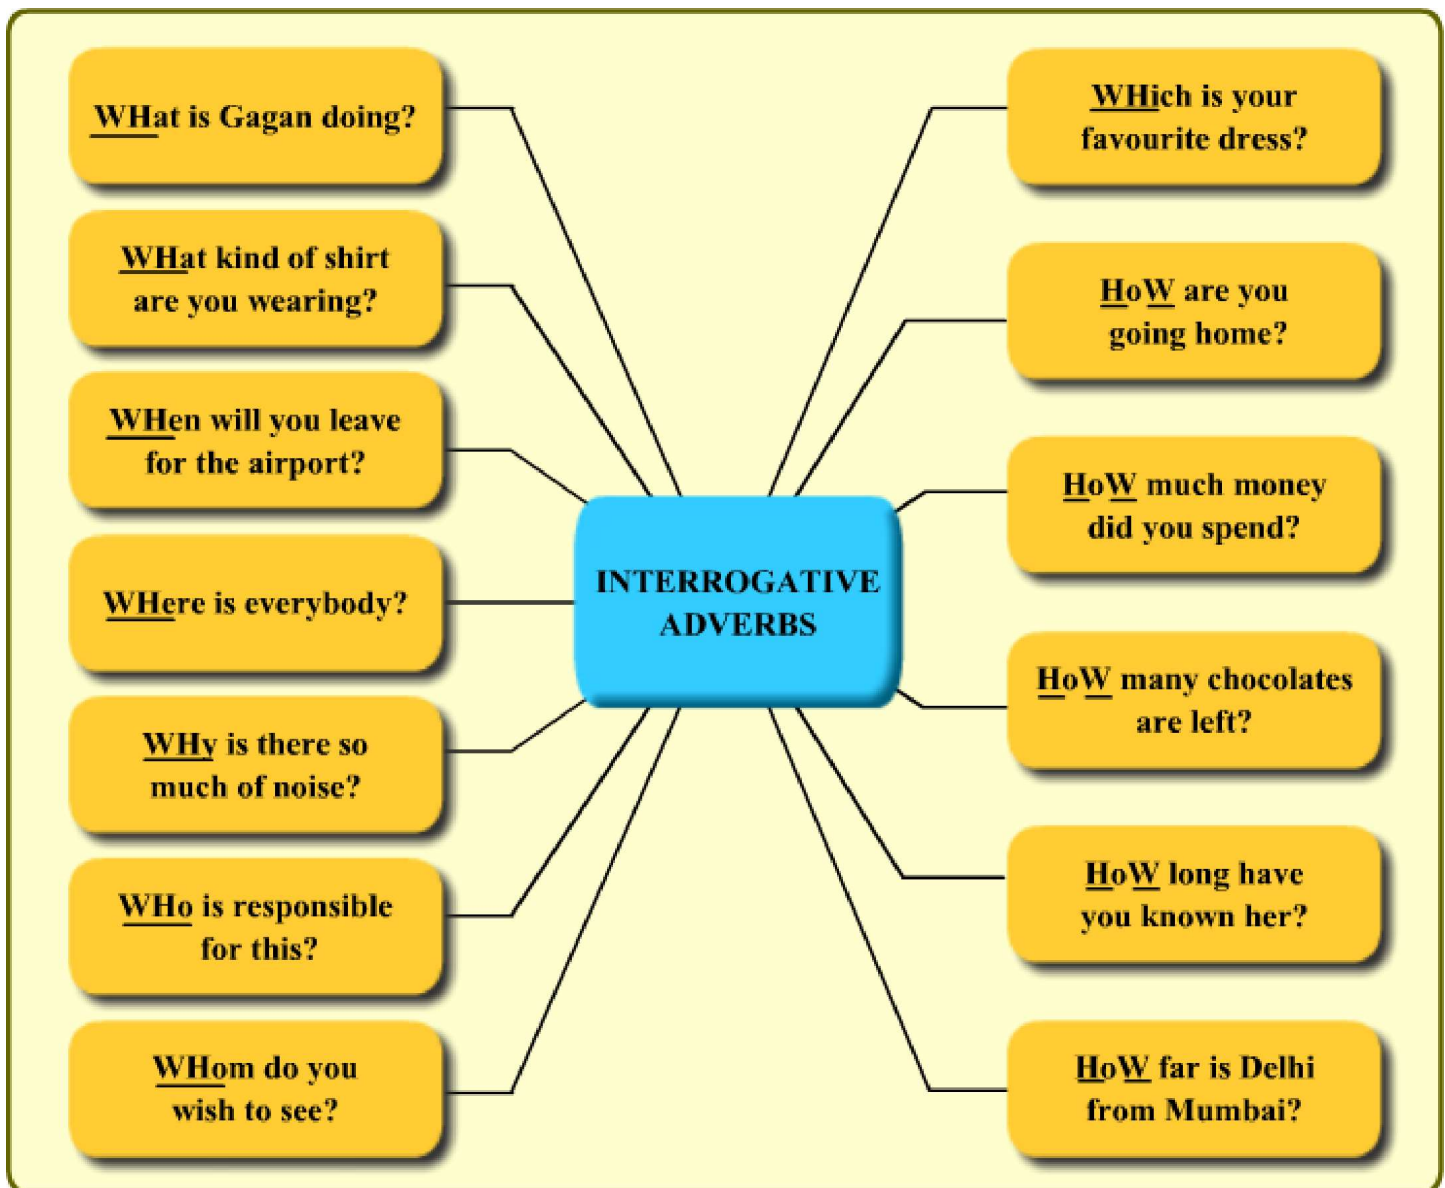 WHat is Gagan doing?
WHat kind of shirt
are you wearing?
WHen will you leave
for the airport?
WHere is everybody?
WHy is there so
much of noise?
WHo is responsible
for this?
WHom do you
wish to see?
INTERROGATIVE
ADVERBS
WHich is your
favourite dress?
HoW are you
going home?
HoW much money
did you spend?
HoW many chocolates
are left?
HoW long have
you known her?
HoW far is Delhi
from Mumbai?